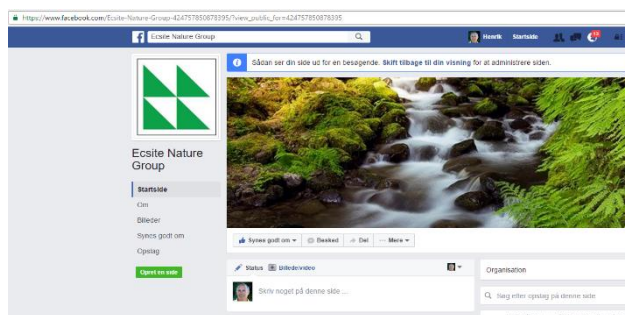 https://www.facebook.com/Ecsite-Nature-Group-424757850878395/?view_public_for=424757850878395
Ecsite Nature Group
Henrik Startside
Sådan ser din side ud for en besøgende. Skift tilbage til din visning for at administrere siden.
Ecsite Nature
Group
Startside
Om
Billeder
Synes godt om
Opslag
Opret en side
Synes godt om
Besked
Del
Mere
Status
Billede/video
Skriv noget på denne side ...
Organisation
Søg efter opslag på denne side